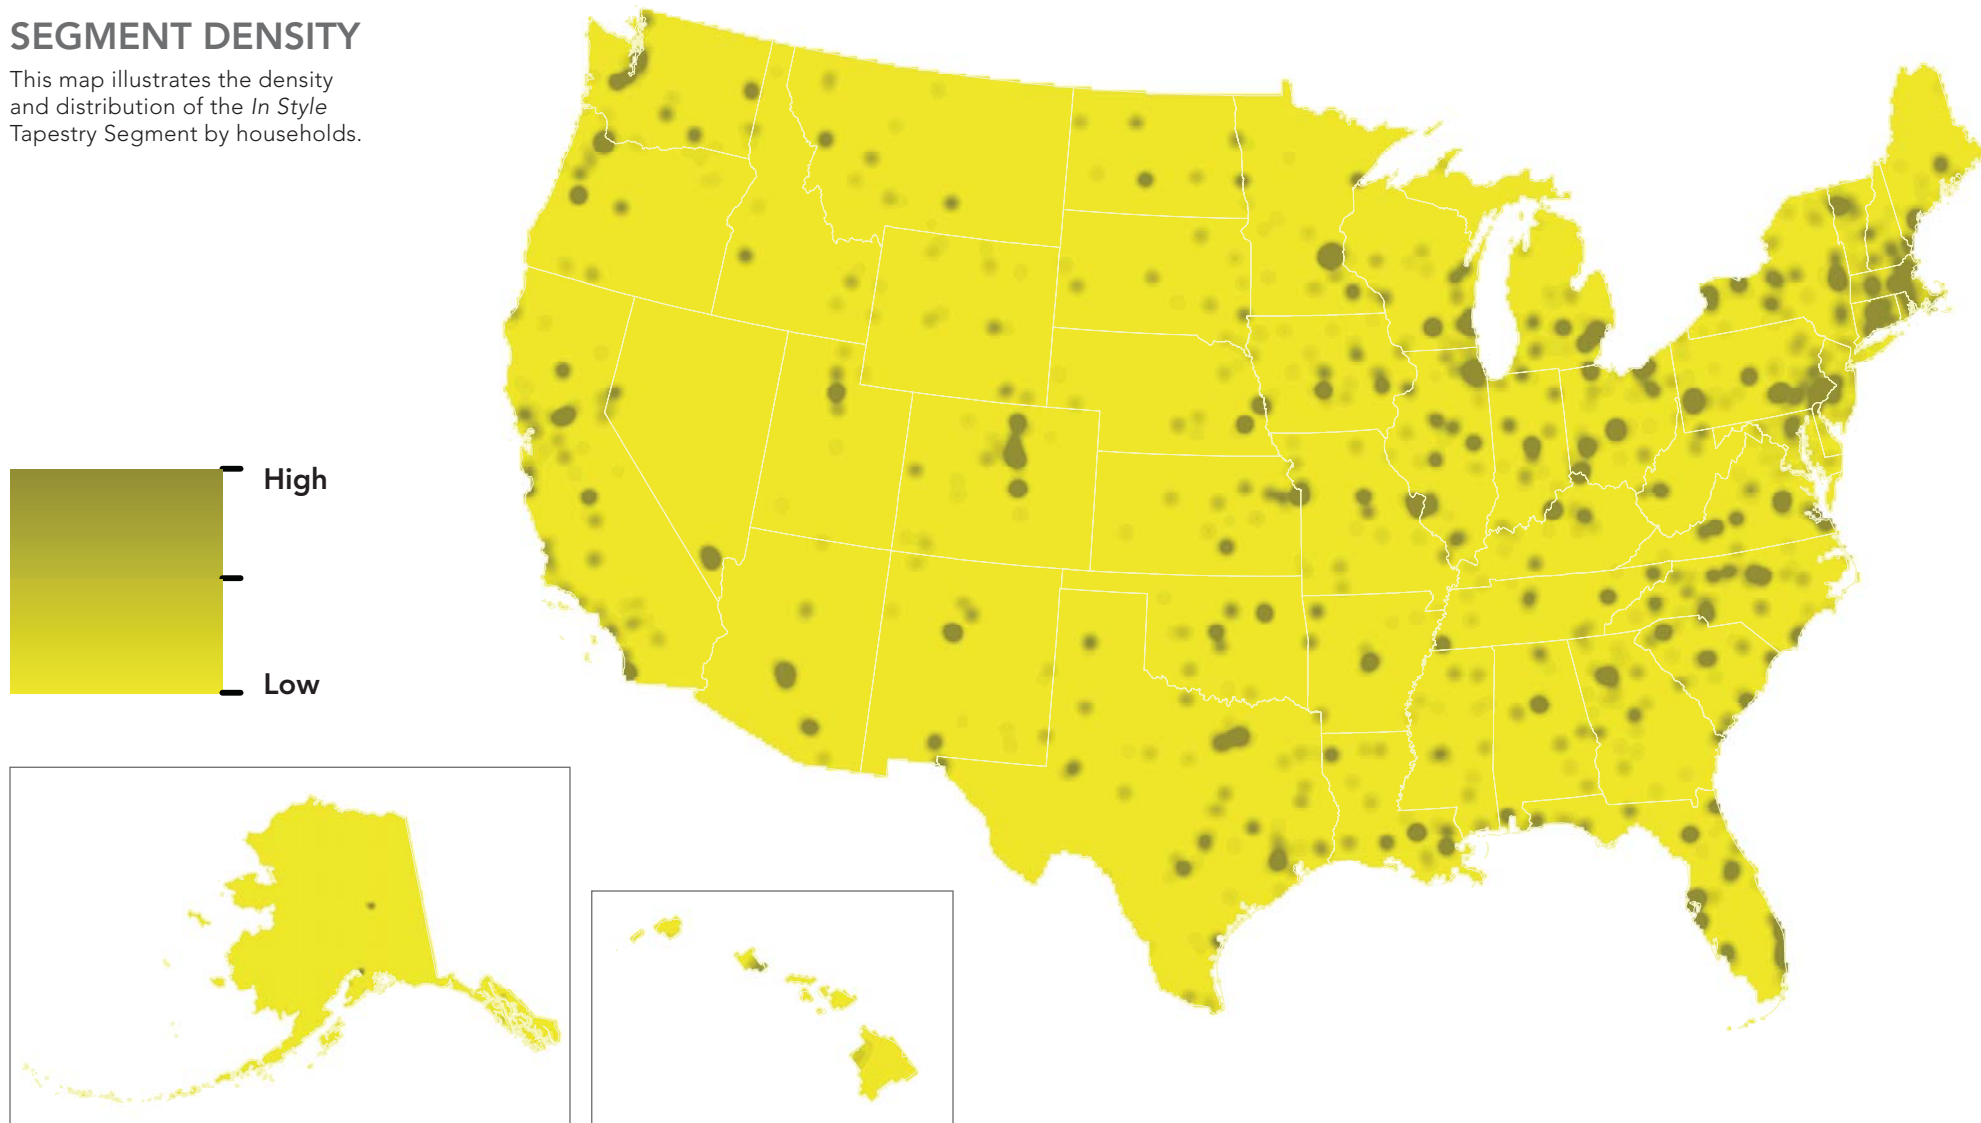 SEGMENT DENSITY
This map illustrates the density
and distribution of the In Style
Tapestry Segment by households.
High
Low